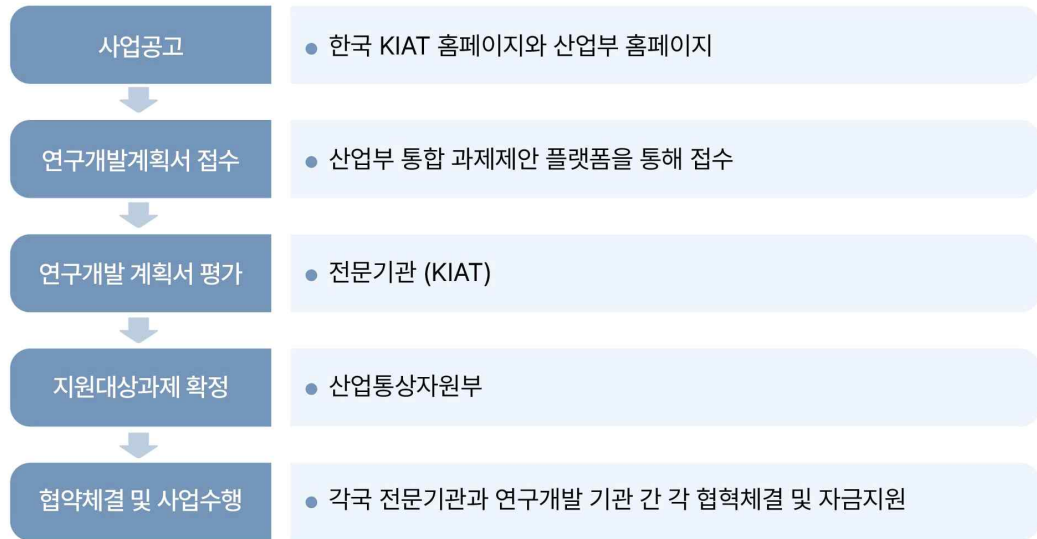 사업공고
• 한국 KIAT 홈페이지와 산업부 홈페이지
연구개발계획서 접수
• 산업부 통합 과제제안 플랫폼을 통해 접수
연구개발 계획서 평가
• 전문기관 (KIAT)
지원대상과제 확정
• 산업통상자원부
협약체결 및 사업수행
• 각국 전문기관과 연구개발 기관 간 각 협혁체결 및 자금지원